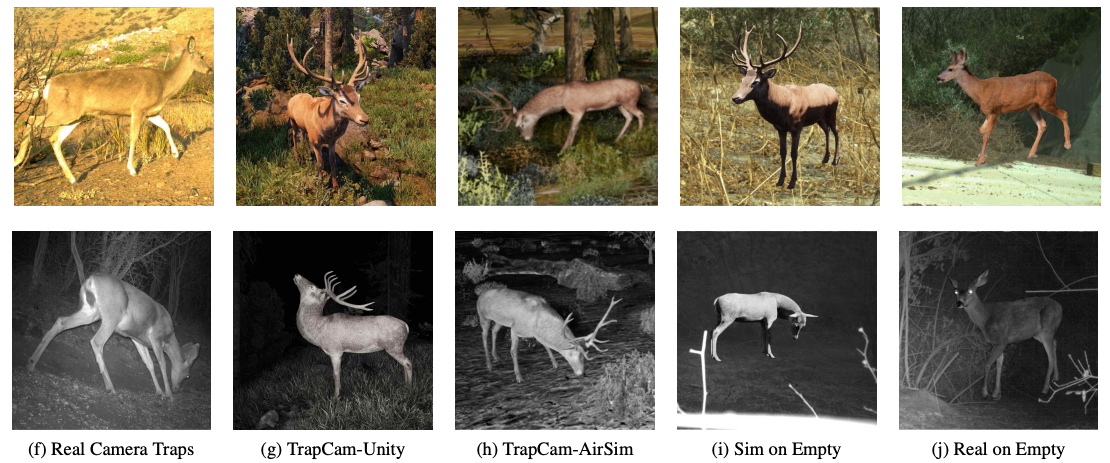 (f) Real Camera Traps
(g) TrapCam-Unity
(h) TrapCam-AirSim
(i) Sim on Empty
(j) Real on Empty